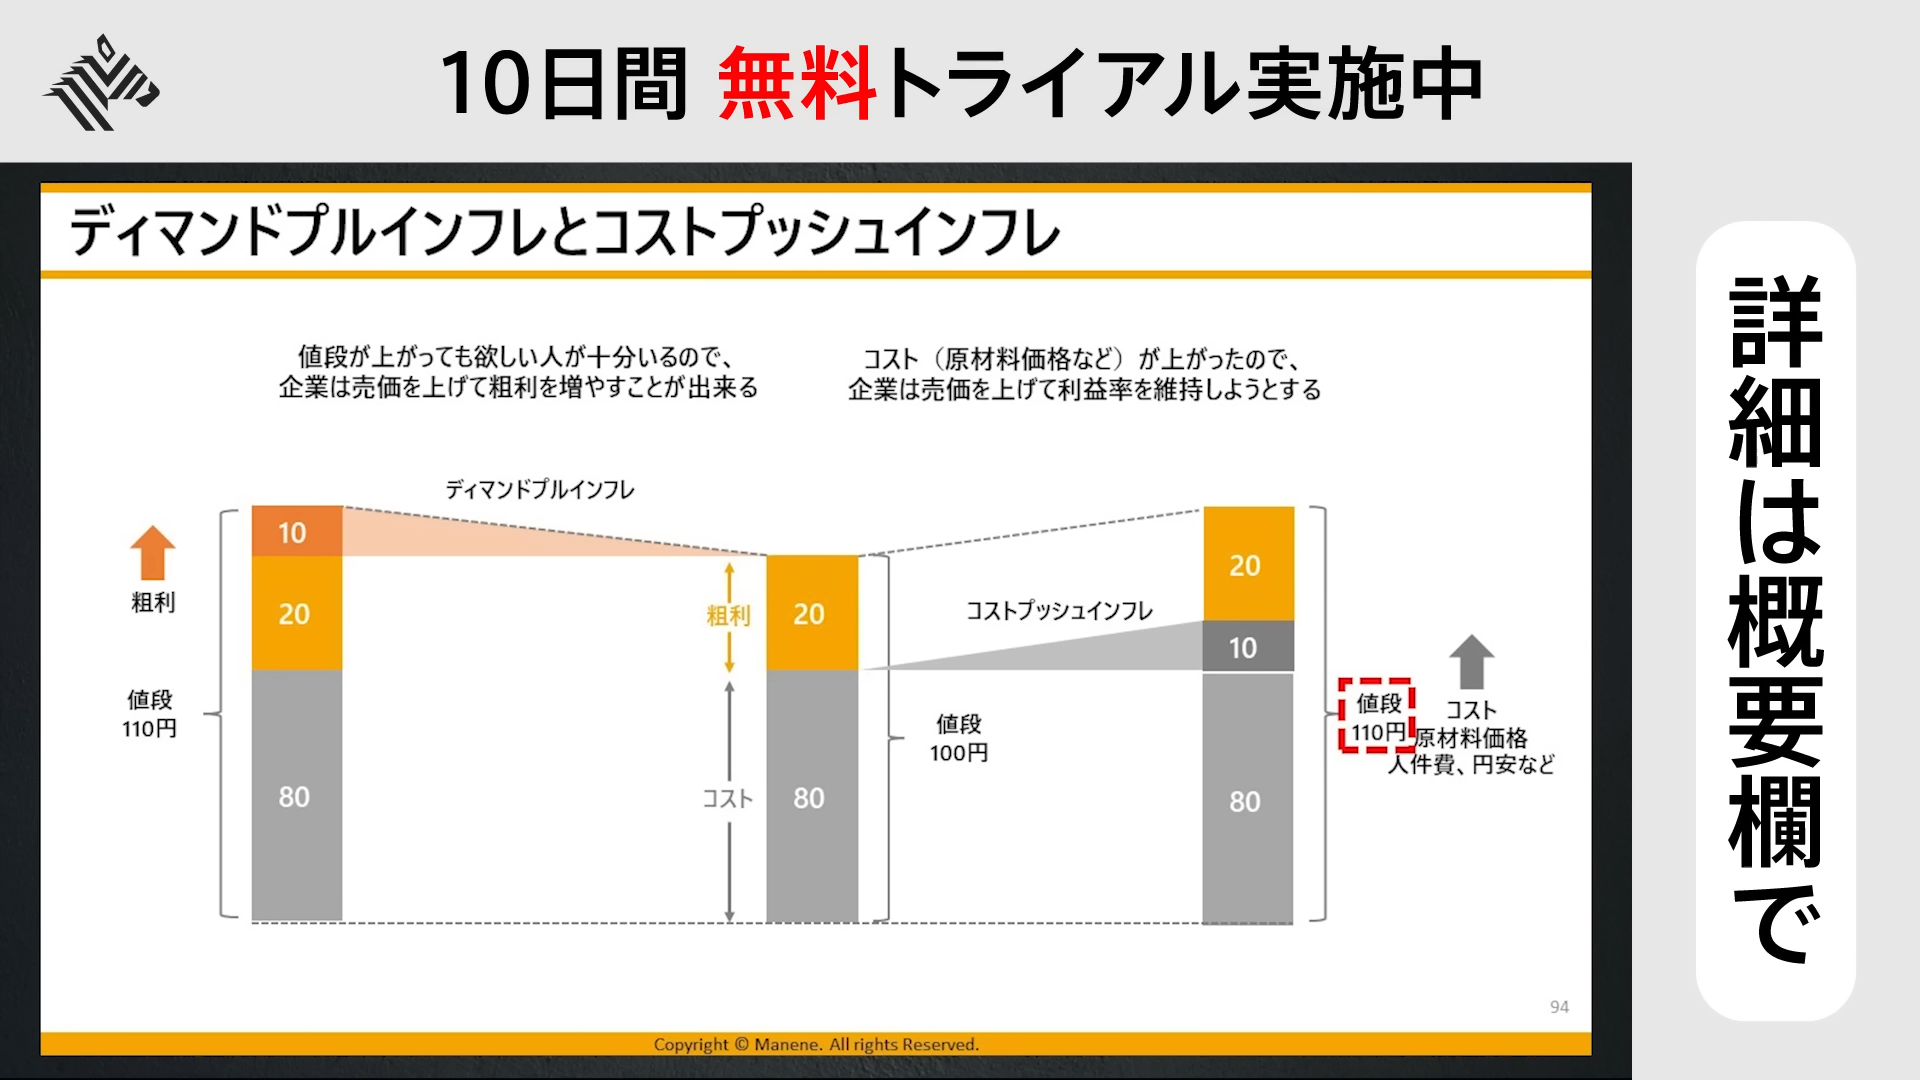 10日間 無料トライアル実施中
ディマンドプルインフレとコストプッシュインフレ
値段が上がっても欲しい人が十分いるので、
企業は売価を上げて粗利を増やすことが出来る
コスト（原材料価格など）が上がったので、
企業は売価を上げて利益率を維持しようとする
ディマンドプルインフレ
10
20
80
粗利
値段
110円
粗利
コスト
20
80
値段
100円
コストプッシュインフレ
20
10
80
値段
110円
コスト
原材料価格
人件費、円安など
94
Copyright © Manene. All rights Reserved.
詳細は概要欄で